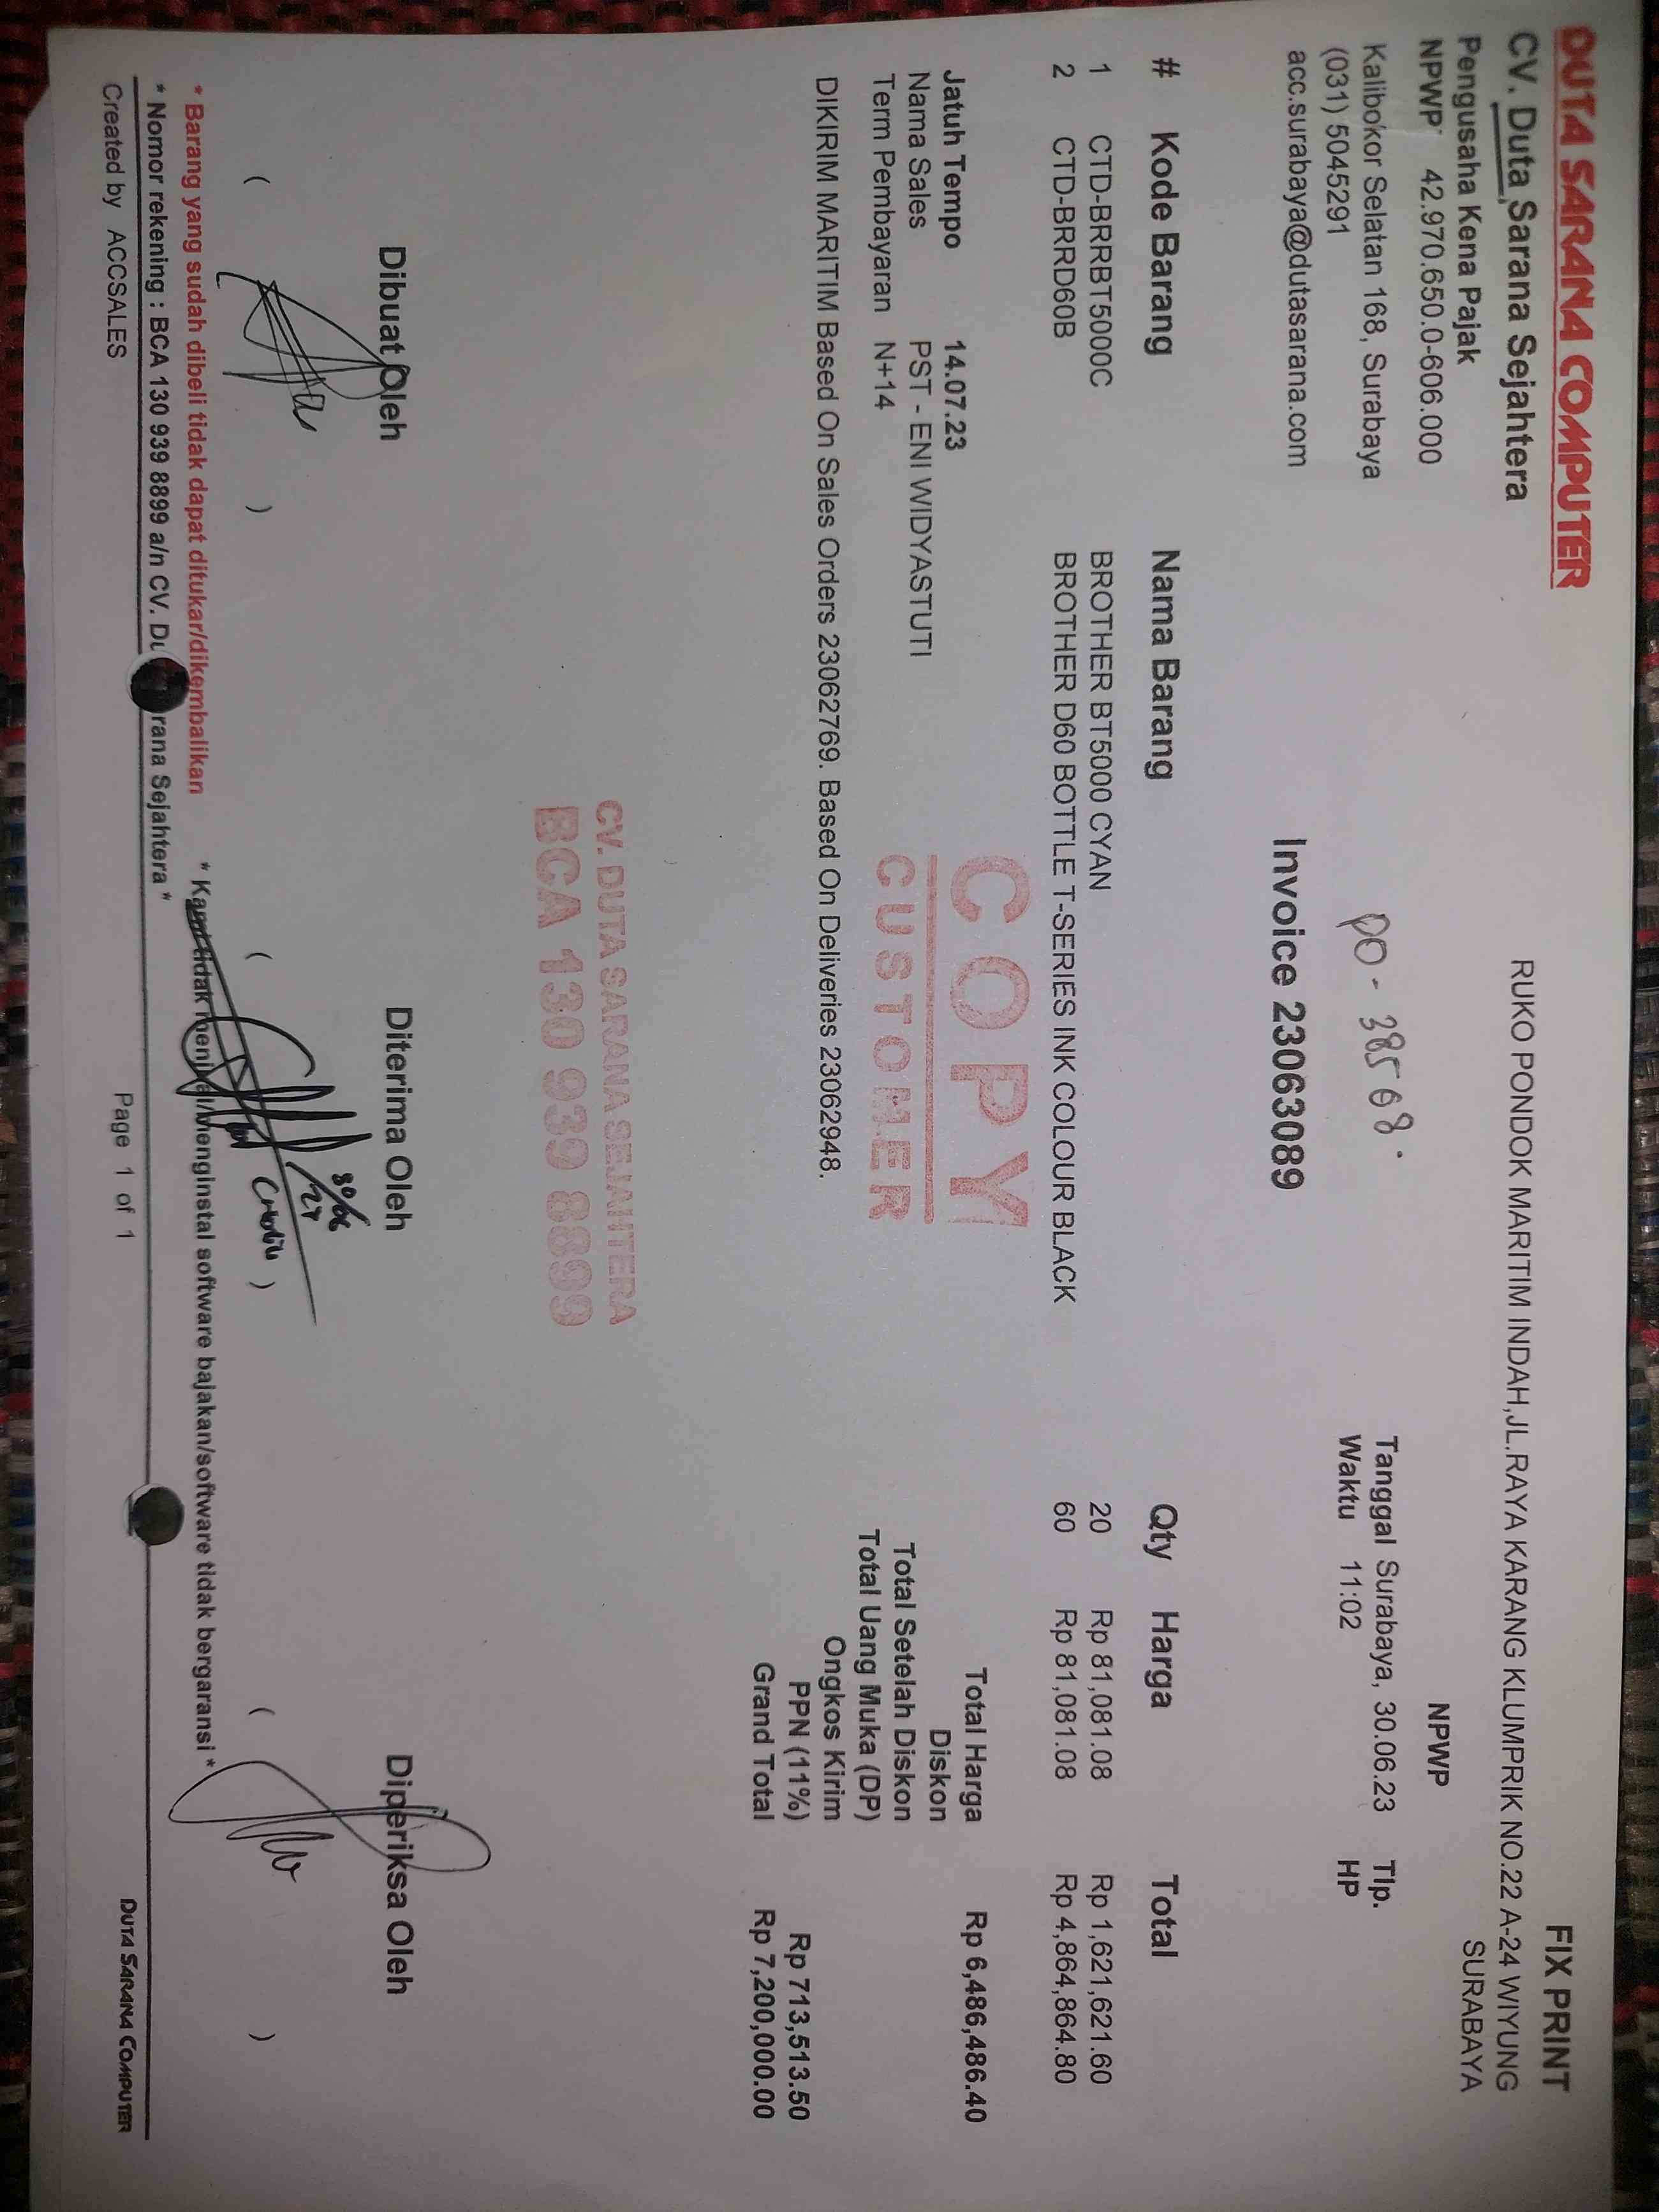 DUTA SARANA COMPUTER
CV. Duta Sarana Sejahtera
Pengusaha Kena Pajak
NPWP 42.970.650.0-606.000
Kalibokor Selatan 168, Surabaya
(031) 5045291
acc.surabaya@dutasarana.com
FIX PRINT
RUKO PONDOK MARITIM INDAH,JL.RAYA KARANG KLUMPRIK NO.22 A-24 WIYUNG
SURABAYA
NPWP
Tanggal Surabaya, 30.06.23 Tlp.
Waktu 11:02 HP
PO - 38568.
Invoice 23063089
# Kode Barang Nama Barang Qty Harga Total
1 CTD-BRRBT5000C BROTHER BT5000 CYAN 20 Rp 81,081.08 Rp 1,621,621.60
2 CTD-BRRD60B BROTHER D60 BOTTLE T-SERIES INK COLOUR BLACK 60 Rp 81,081.08 Rp 4,864,864.80
COPY
CUSTOMER
Jatuh Tempo 14.07.23
Nama Sales PST - ENI WIDYASTUTI
Term Pembayaran N+14
DIKIRIM MARITIM Based On Sales Orders 23062769. Based On Deliveries 23062948.
Total Harga Rp 6,486,486.40
Diskon
Total Setelah Diskon
Total Uang Muka (DP)
Ongkos Kirim
PPN (11%) Rp 713,513.50
Grand Total Rp 7,200,000.00
CV. DUTA SARANA SEJAHTERA
BCA 130 939 8899
Dibuat Oleh Diterima Oleh Diperiksa Oleh
30/06
( ) ( ) ( )
* Barang yang sudah dibeli tidak dapat ditukar/dikembalikan * Kami tidak menjual/Menginstal software bajakan/software tidak bergaransi *
* Nomor rekening : BCA 130 939 8899 a/n CV. Du rana Sejahtera *
Created by ACCSALES Page 1 of 1 DUTA SARANA COMPUTER